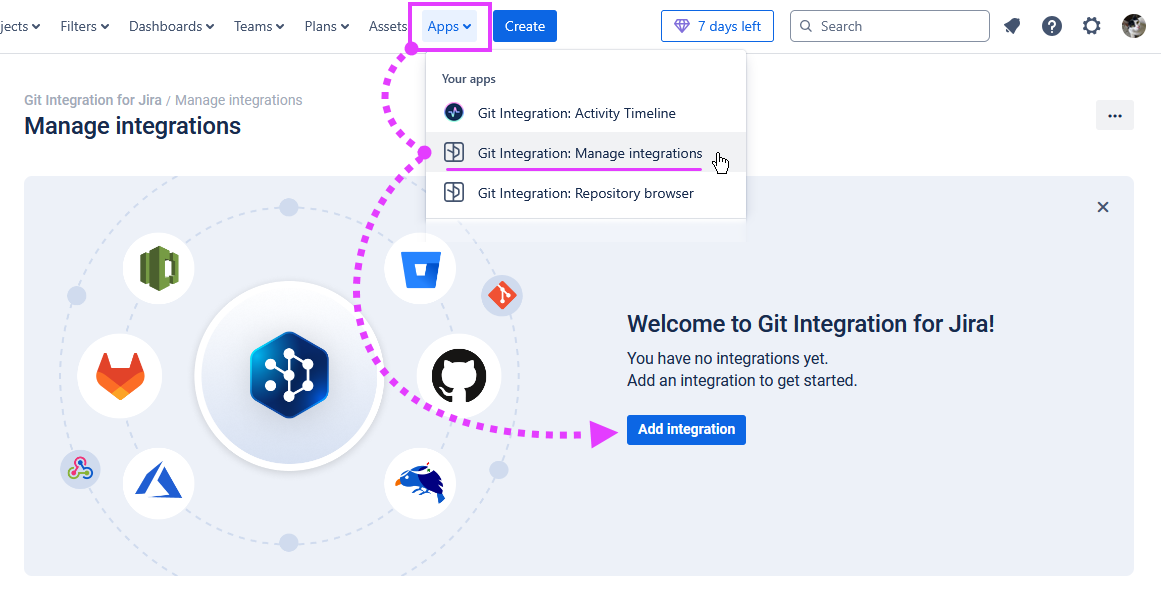 jects Filters Dashboards Teams Plans Assets Apps Create 7 days left Search
Your apps
Git Integration: Activity Timeline
Git Integration: Manage integrations
Git Integration: Repository browser
Git Integration for Jira / Manage integrations
Manage integrations
Welcome to Git Integration for Jira!
You have no integrations yet.
Add an integration to get started.
Add integration